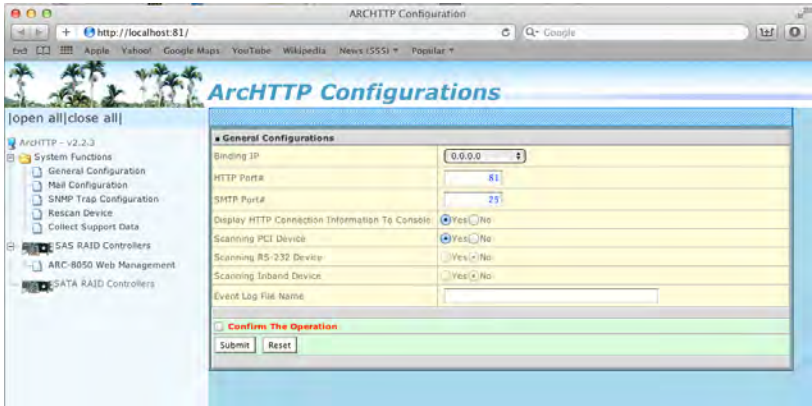 ARCHTTP Configuration
+ http://localhost:81/
Google
Apple Yahoo! Google Maps YouTube Wikipedia News (555) Popular
ArcHTTP Configurations
|open all|close all|
ArcHTTP - v2.2.3
System Functions
General Configuration
Mail Configuration
SNMP Trap Configuration
Rescan Device
Collect Support Data
SAS RAID Controllers
ARC-8050 Web Management
SATA RAID Controllers
General Configurations
Binding IP 0.0.0.0
HTTP Port# 81
SMTP Port# 25
Display HTTP Connection Information To Console Yes No
Scanning PCI Device Yes No
Scanning RS-232 Device Yes No
Scanning Inband Device Yes No
Event Log File Name
Confirm The Operation
Submit Reset